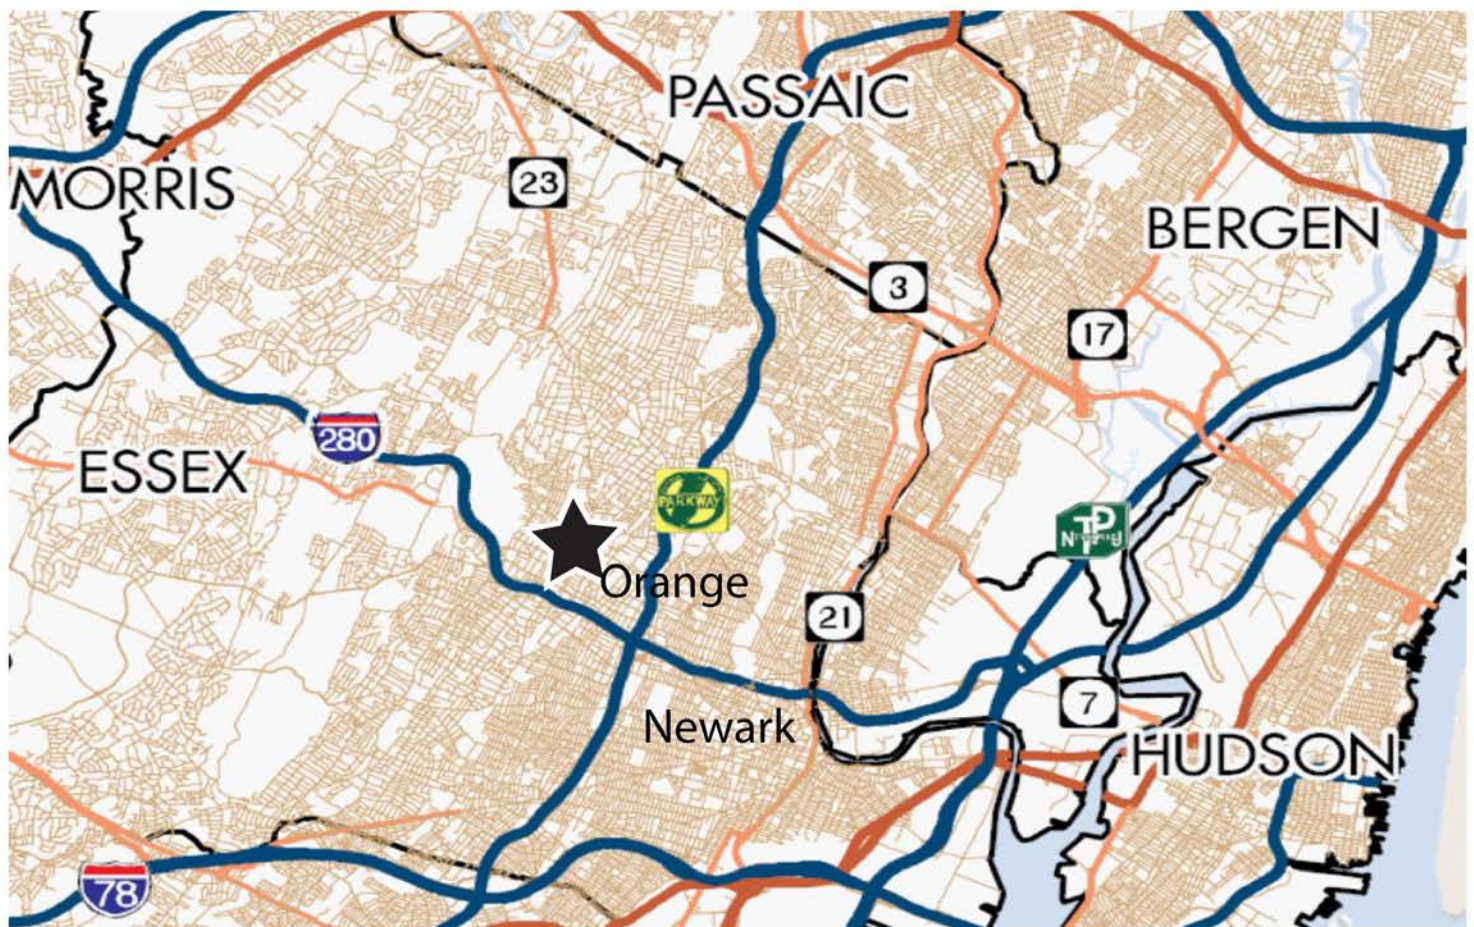 PASSAIC
23
MORRIS
BERGEN
3
17
280
ESSEX
PARKWAY
Orange
21
7
Newark
HUDSON
78